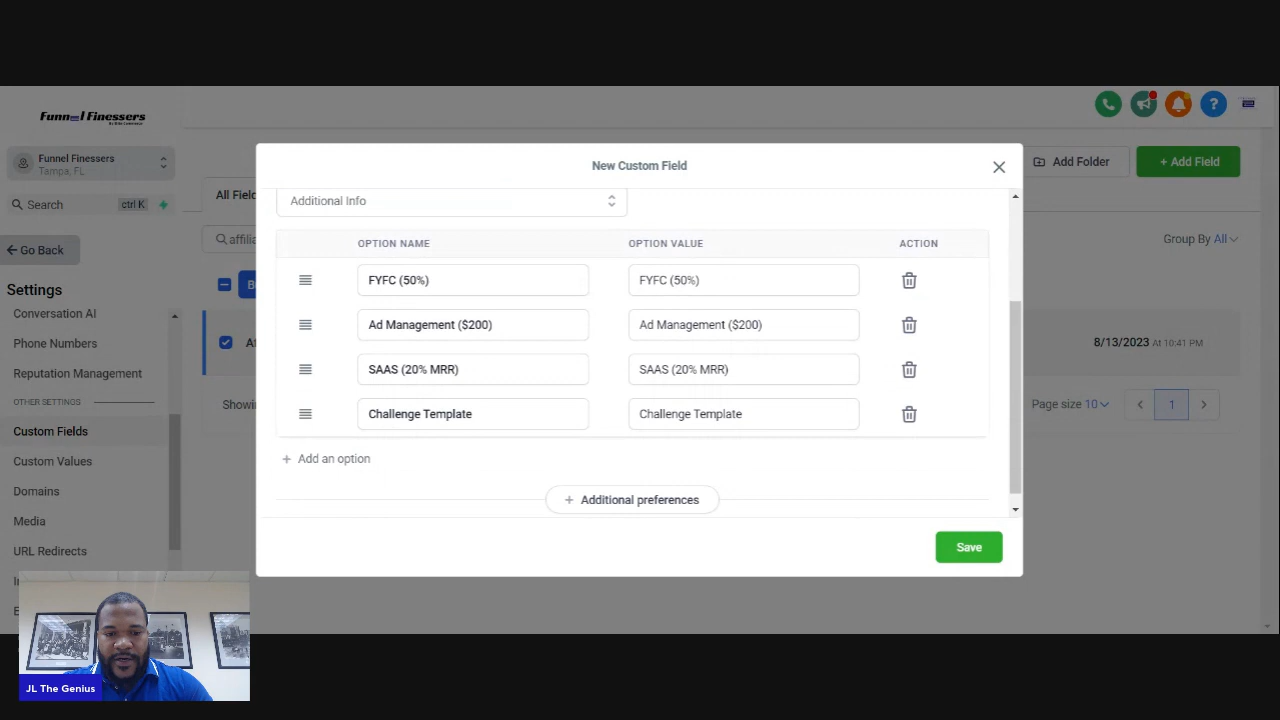 Funnel Finessers
Funnel Finessers
Tampa, FL
Search
ctrl K
Go Back
Settings
Conversation AI
Phone Numbers
Reputation Management
OTHER SETTINGS
Custom Fields
Custom Values
Domains
Media
URL Redirects
JL The Genius
?
Add Folder
+ Add Field
All Fiel
affilia
Group By All
B
8/13/2023 At 10:41 PM
Showi
Page size 10
1
New Custom Field
Additional Info
OPTION NAME OPTION VALUE ACTION
FYFC (50%) FYFC (50%)
Ad Management ($200) Ad Management ($200)
SAAS (20% MRR) SAAS (20% MRR)
Challenge Template Challenge Template
+ Add an option
+ Additional preferences
Save